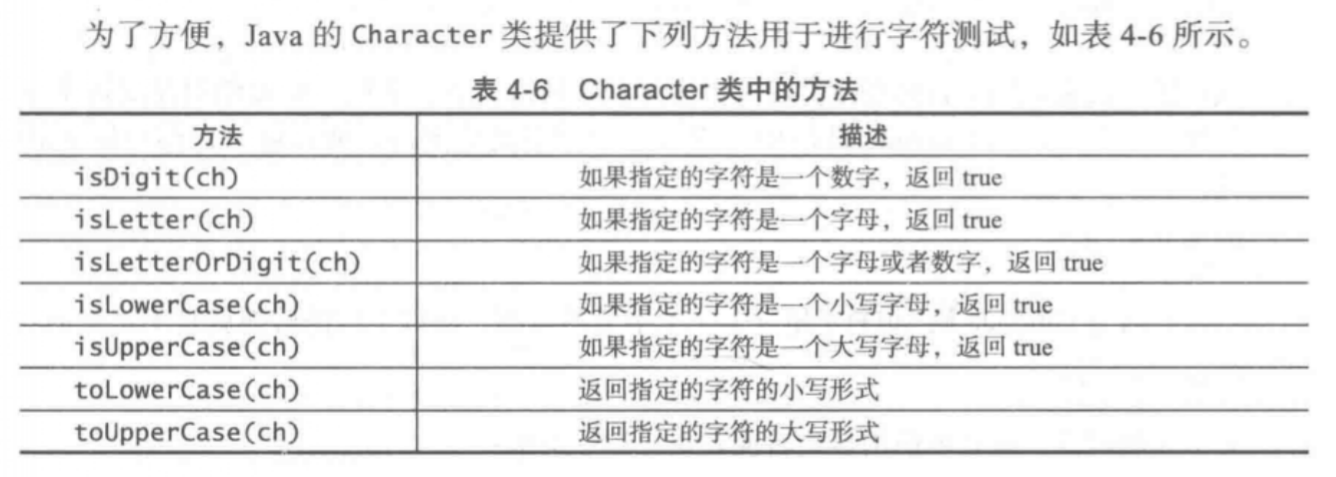 为了方便，Java 的 Character 类提供了下列方法用于进行字符测试，如表 4-6 所示。
表 4-6 Character 类中的方法
方法 描述
isDigit(ch) 如果指定的字符是一个数字，返回 true
isLetter(ch) 如果指定的字符是一个字母，返回 true
isLetterOrDigit(ch) 如果指定的字符是一个字母或者数字，返回 true
isLowerCase(ch) 如果指定的字符是一个小写字母，返回 true
isUpperCase(ch) 如果指定的字符是一个大写字母，返回 true
toLowerCase(ch) 返回指定的字符的小写形式
toUpperCase(ch) 返回指定的字符的大写形式